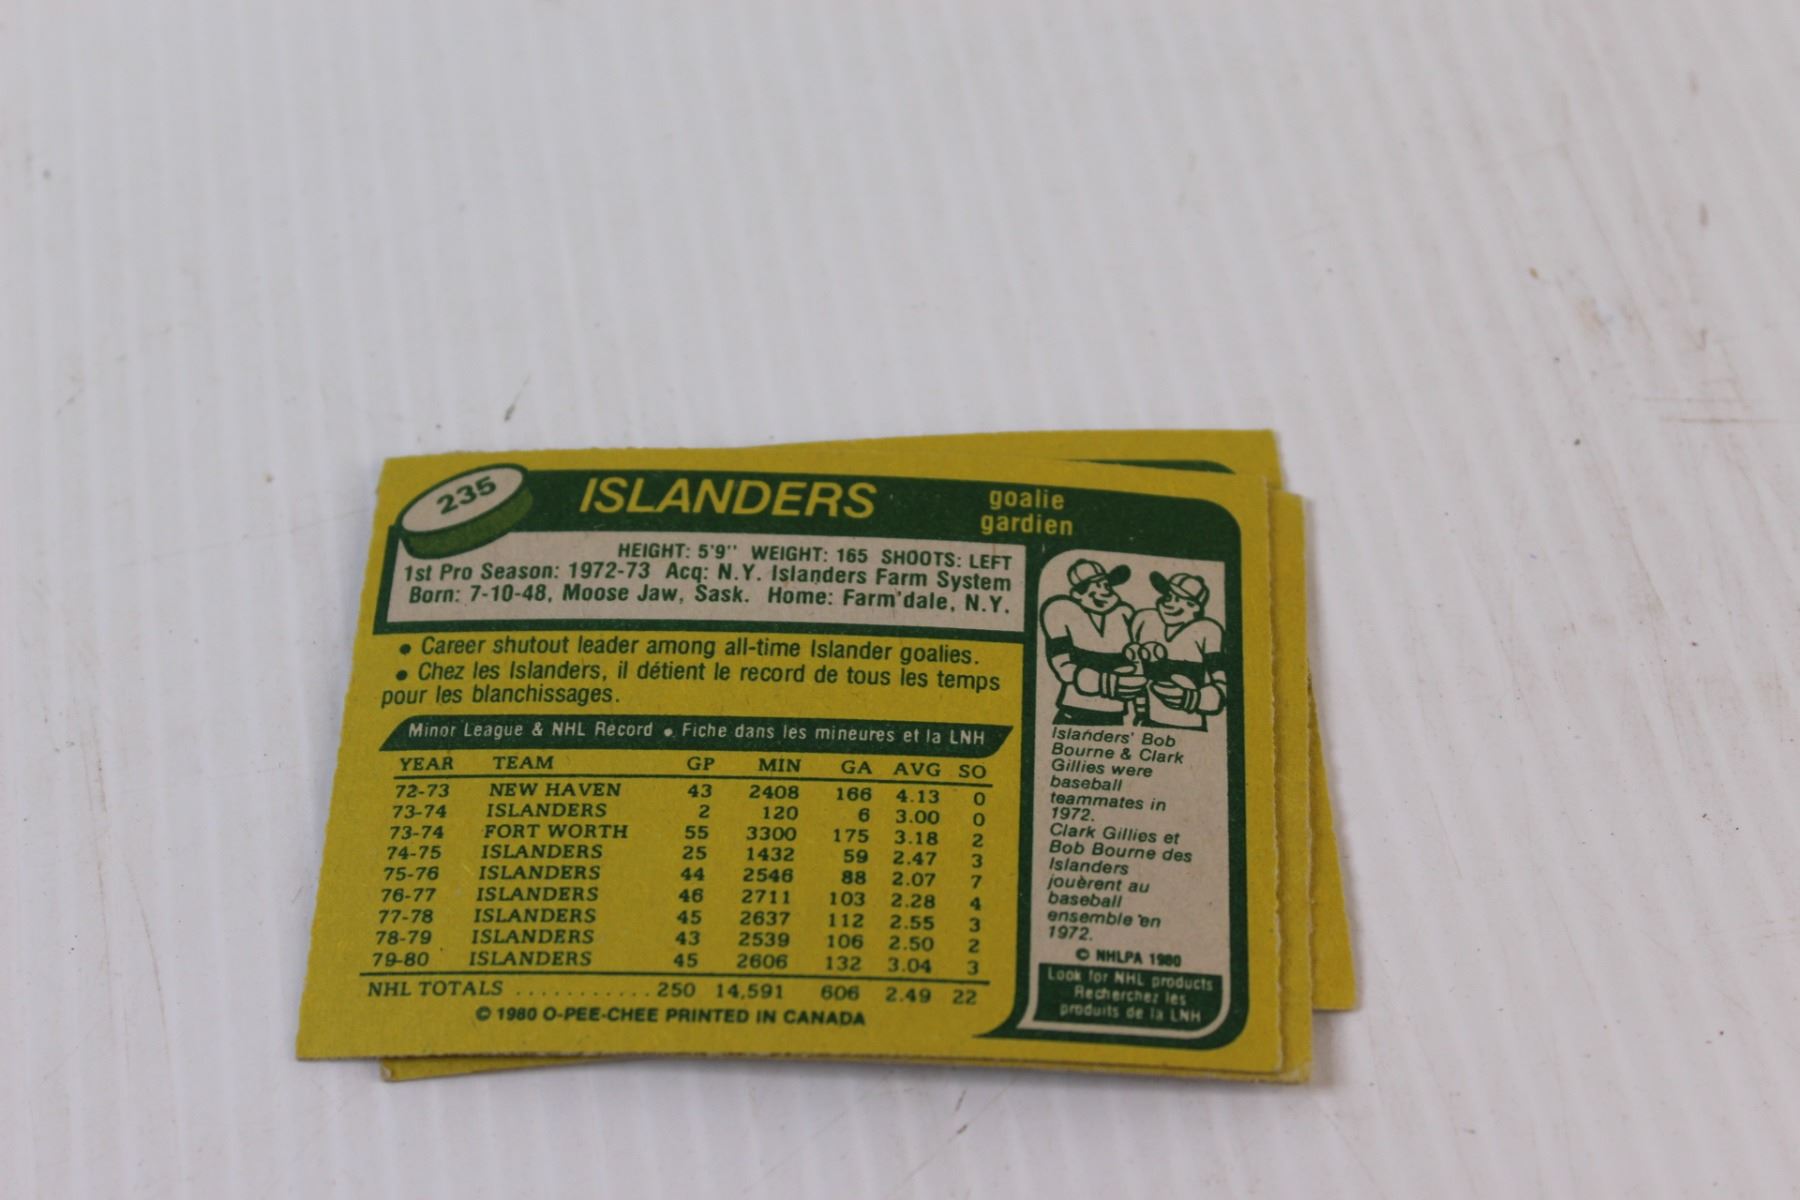 235
ISLANDERS
goalie
gardien
HEIGHT: 5'9" WEIGHT: 165 SHOOTS: LEFT
1st Pro Season: 1972-73 Acq: N.Y. Islanders Farm System
Born: 7-10-48, Moose Jaw, Sask. Home: Farm'dale, N.Y.
• Career shutout leader among all-time Islander goalies.
• Chez les Islanders, il détient le record de tous les temps
pour les blanchissages.
Minor League & NHL Record • Fiche dans les mineures et la LNH
YEAR TEAM GP MIN GA AVG SO
72-73 NEW HAVEN 43 2408 166 4.13 0
73-74 ISLANDERS 2 120 6 3.00 0
73-74 FORT WORTH 55 3300 175 3.18 2
74-75 ISLANDERS 25 1432 59 2.47 3
75-76 ISLANDERS 44 2546 88 2.07 7
76-77 ISLANDERS 46 2711 103 2.28 4
77-78 ISLANDERS 45 2637 112 2.55 3
78-79 ISLANDERS 43 2539 106 2.50 2
79-80 ISLANDERS 45 2606 132 3.04 3
NHL TOTALS ............ 250 14,591 606 2.49 22
© 1980 O-PEE-CHEE PRINTED IN CANADA
Islanders' Bob
Bourne & Clark
Gillies were
baseball
teammates in
1972.
Clark Gillies et
Bob Bourne des
Islanders
jouèrent au
baseball
ensemble en
1972.
© NHLPA 1980
Look for NHL products
Recherchez les
produits de la LNH